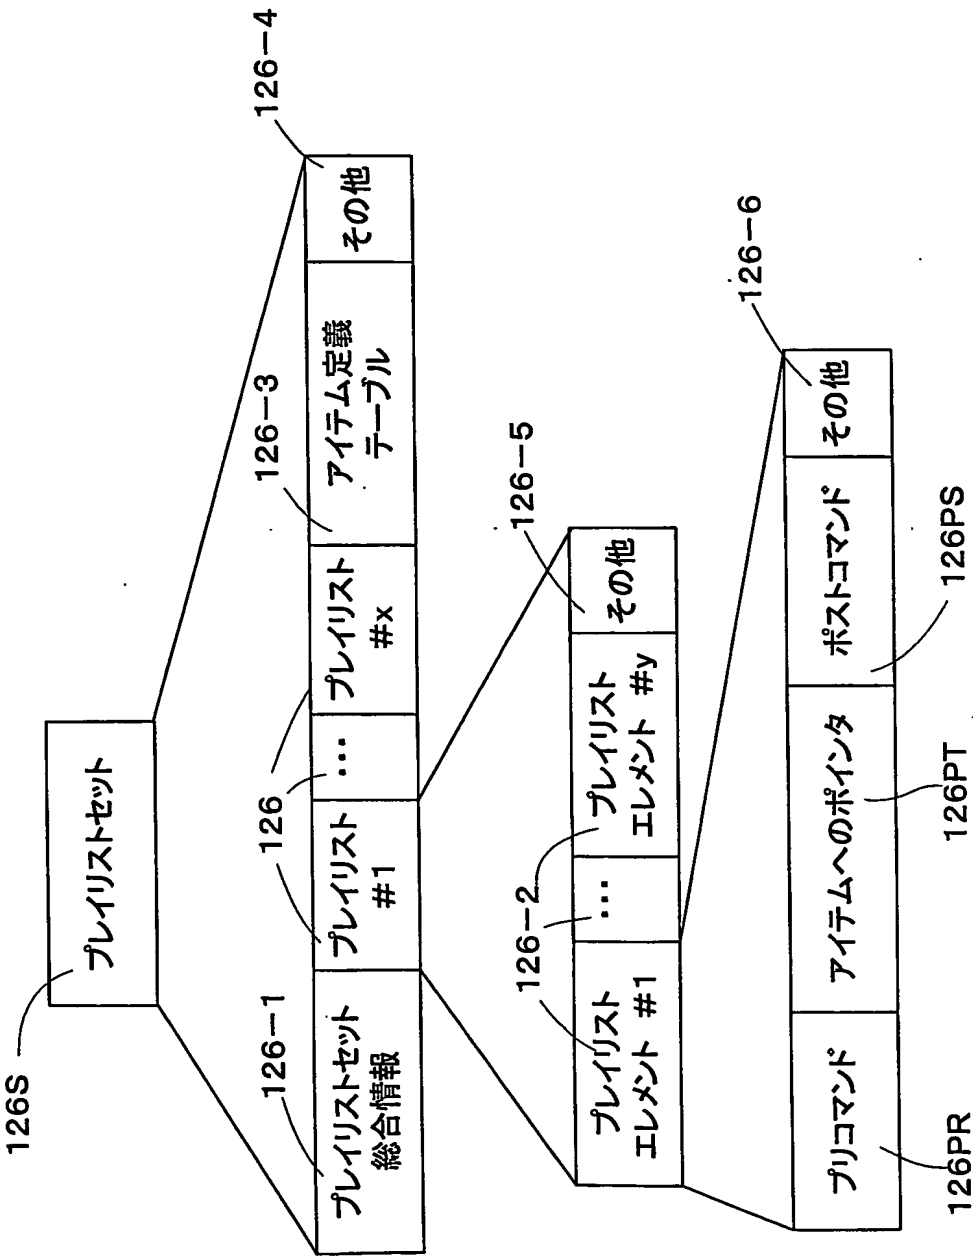 126S
プレイリストセット
126-1
126
126-3
126-4
プレイリストセット
総合情報
プレイリスト
#1
•••
プレイリスト
#x
アイテム定義
テーブル
その他
126-2
126-5
プレイリスト
エレメント #1
•••
プレイリスト
エレメント #y
その他
126-6
プリコマンド
アイテムへのポインタ
ポストコマンド
その他
126PR
126PT
126PS